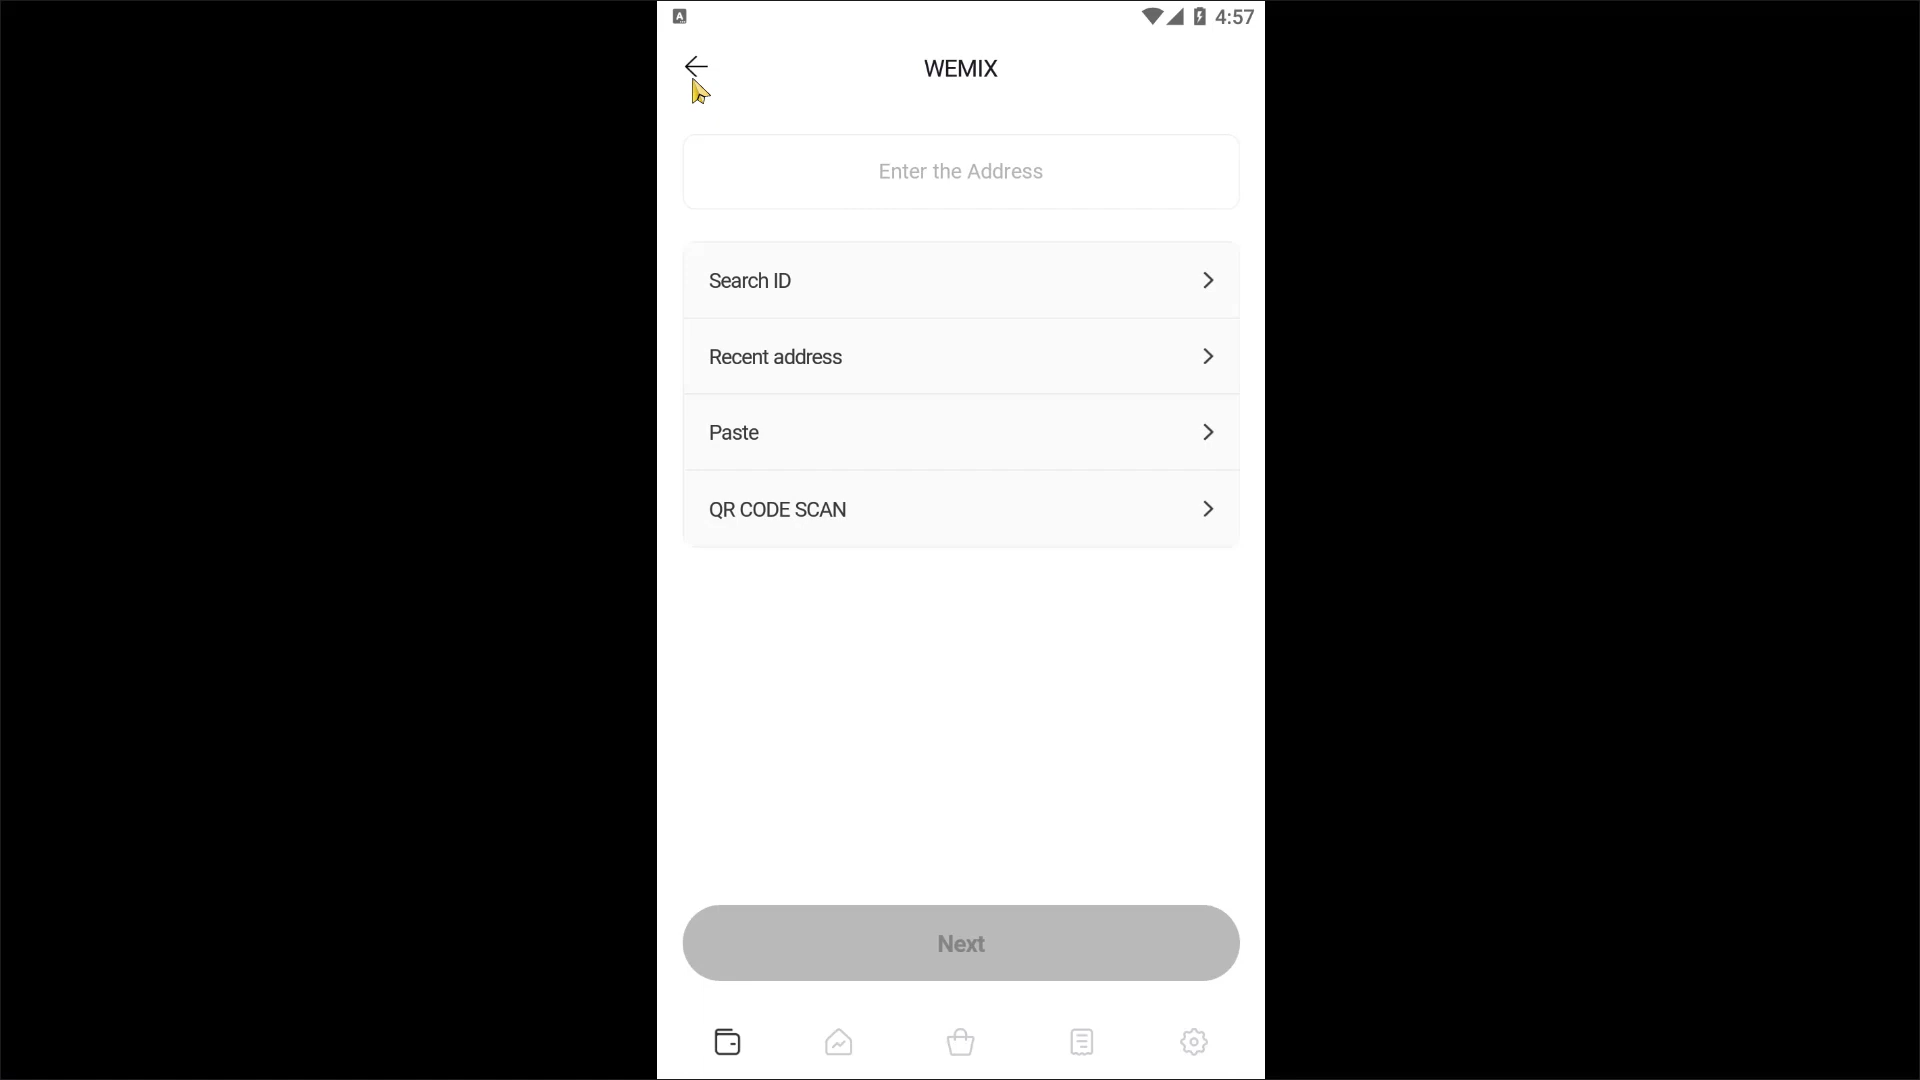 4:57
WEMIX
Enter the Address
Search ID
Recent address
Paste
QR CODE SCAN
Next